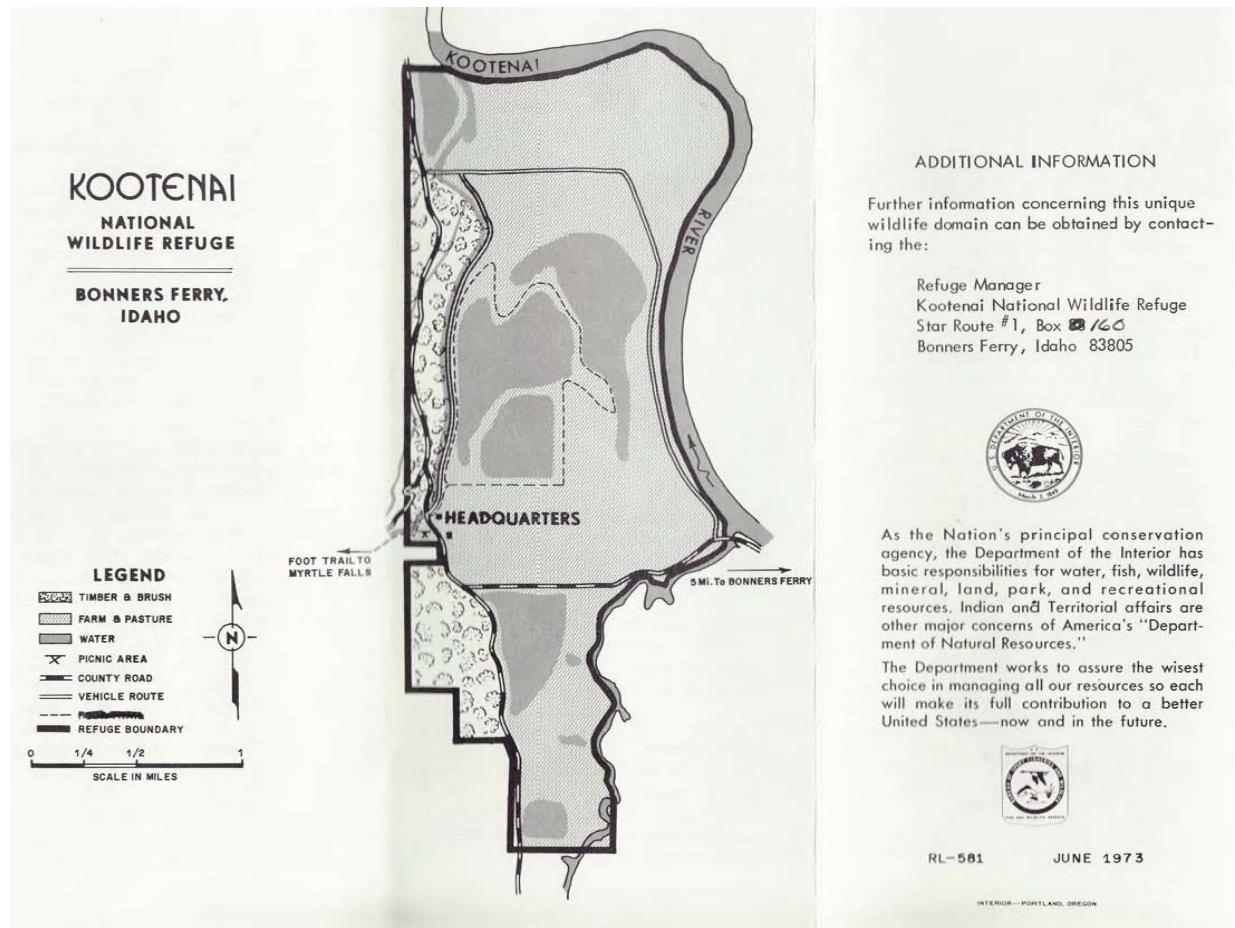 KOOTENAI
NATIONAL
WILDLIFE REFUGE
BONNERS FERRY,
IDAHO
LEGEND
TIMBER & BRUSH
FARM & PASTURE
WATER
PICNIC AREA
COUNTY ROAD
VEHICLE ROUTE
REFUGE BOUNDARY
N
0 1/4 1/2 1
SCALE IN MILES
KOOTENAI
RIVER
HEADQUARTERS
FOOT TRAIL TO
MYRTLE FALLS
5 Mi. To BONNERS FERRY
ADDITIONAL INFORMATION
Further information concerning this unique
wildlife domain can be obtained by contact-
ing the:
Refuge Manager
Kootenai National Wildlife Refuge
Star Route #1, Box 160
Bonners Ferry, Idaho 83805
U.S. DEPARTMENT OF THE INTERIOR
March 3, 1849
As the Nation's principal conservation
agency, the Department of the Interior has
basic responsibilities for water, fish, wildlife,
mineral, land, park, and recreational
resources. Indian and Territorial affairs are
other major concerns of America's "Depart-
ment of Natural Resources."
The Department works to assure the wisest
choice in managing all our resources so each
will make its full contribution to a better
United States—now and in the future.
RL-581 JUNE 1973
INTERIOR—PORTLAND, OREGON